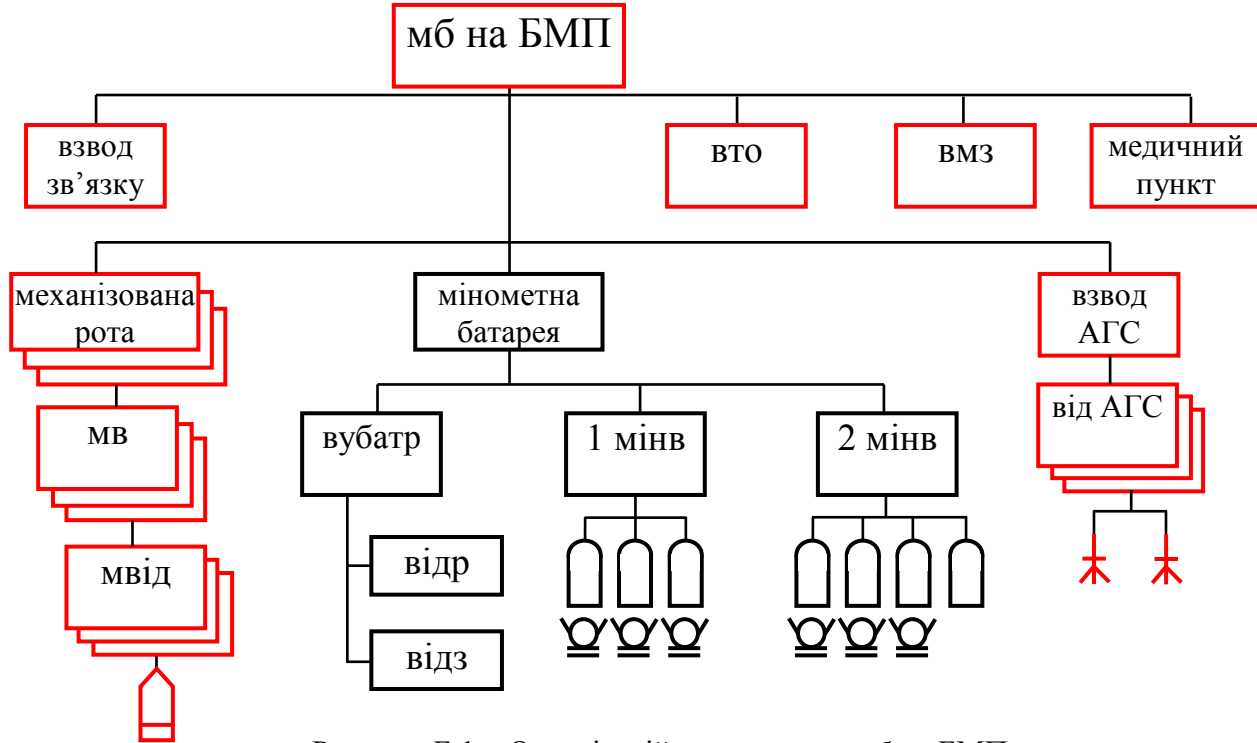 мб на БМП
взвод
зв’язку
вто
вмз
медичний
пункт
механізована
рота
мінометна
батарея
взвод
АГС
мв
вубатр
1 мінв
2 мінв
від АГС
мвід
відр
відз